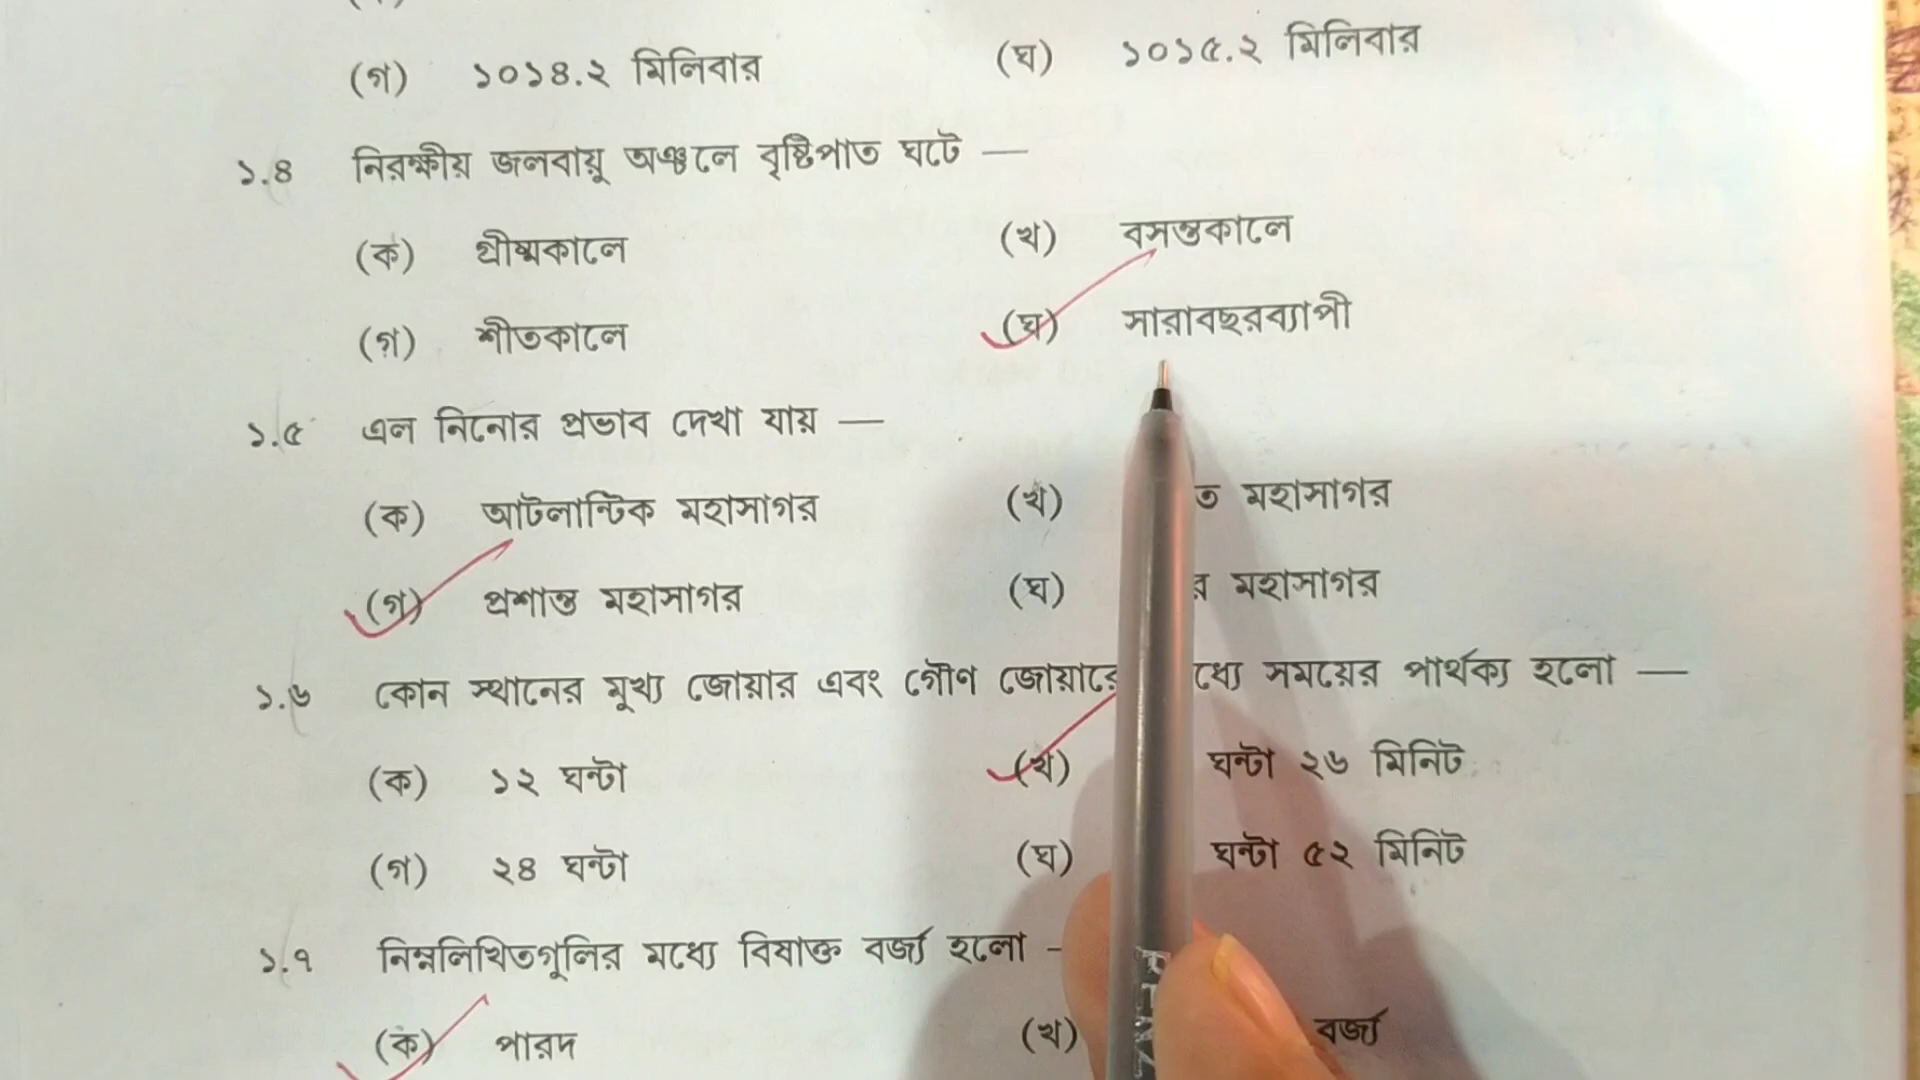 (গ) ১০১৪.২ মিলিবার (ঘ) ১০১৫.২ মিলিবার
১.৪ নিরক্ষীয় জলবায়ু অঞ্চলে বৃষ্টিপাত ঘটে —
(ক) গ্রীষ্মকালে (খ) বসন্তকালে
(গ) শীতকালে (ঘ) সারাবছরব্যাপী
১.৫ এল নিনোর প্রভাব দেখা যায় —
(ক) আটলান্টিক মহাসাগর (খ) মহাসাগর
(গ) প্রশান্ত মহাসাগর (ঘ) মহাসাগর
১.৬ কোন স্থানের মুখ্য জোয়ার এবং গৌণ জোয়ারের সময়ের পার্থক্য হলো —
(ক) ১২ ঘন্টা (খ) ঘন্টা ২৬ মিনিট
(গ) ২৪ ঘন্টা (ঘ) ঘন্টা ৫২ মিনিট
১.৭ নিম্নলিখিতগুলির মধ্যে বিষাক্ত বর্জ্য হলো -
(ক) পারদ (খ) বর্জ্য